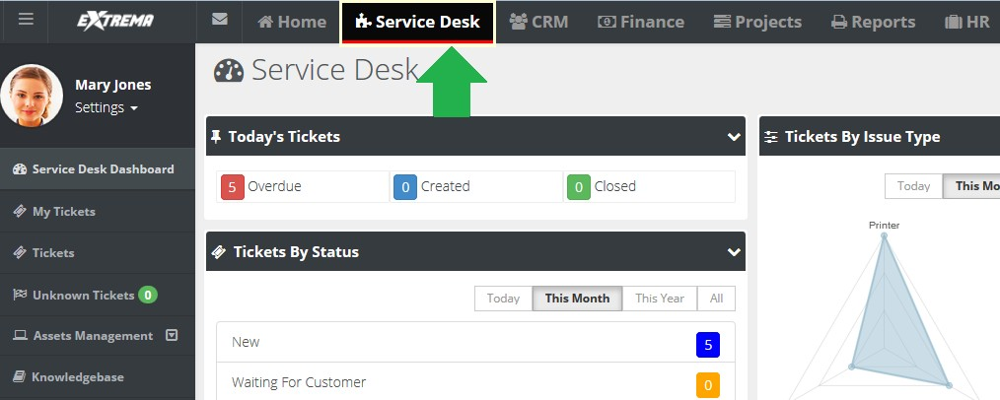 EXTREMA
Home
Service Desk
CRM
Finance
Projects
Reports
HR
Mary Jones
Settings
Service Desk Dashboard
My Tickets
Tickets
Unknown Tickets 0
Assets Management
Knowledgebase
Service Desk
Today's Tickets
5 Overdue
0 Created
0 Closed
Tickets By Status
Today This Month This Year All
New 5
Waiting For Customer 0
Tickets By Issue Type
Today This Mo
Printer